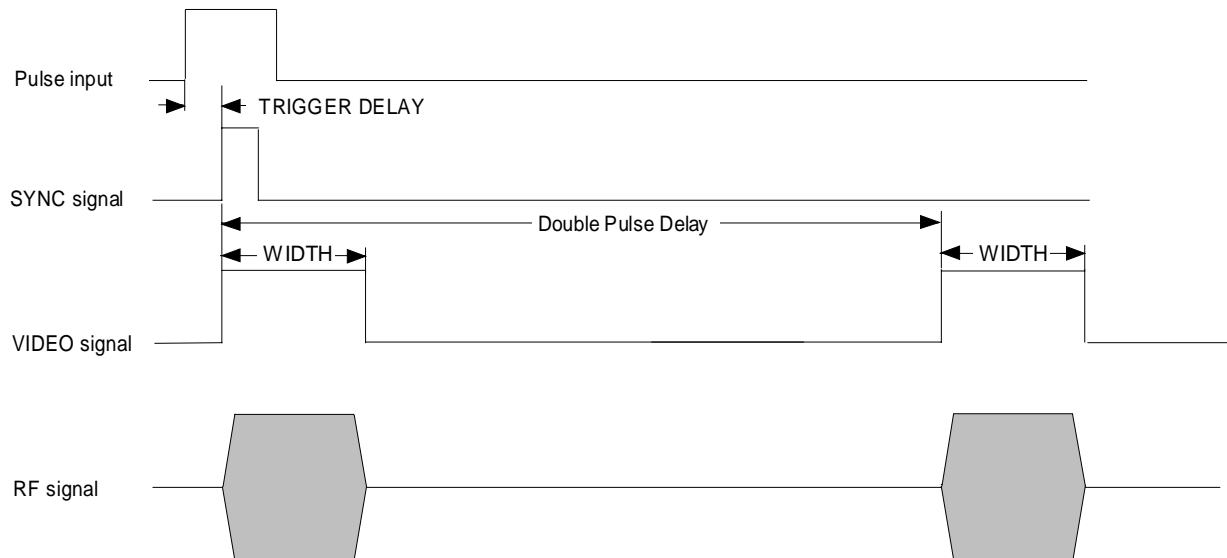 Pulse input
TRIGGER DELAY
SYNC signal
Double Pulse Delay
WIDTH
WIDTH
VIDEO signal
RF signal